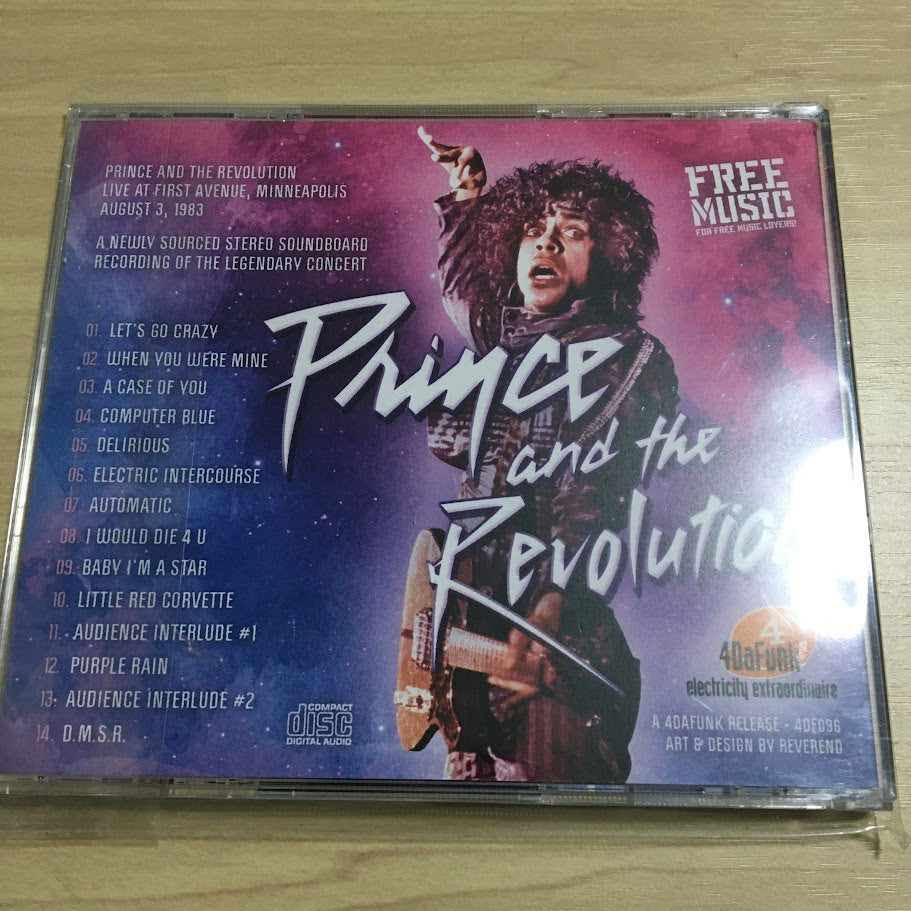 PRINCE AND THE REVOLUTION
LIVE AT FIRST AVENUE, MINNEAPOLIS
AUGUST 3, 1983
A NEWLY SOURCED STEREO SOUNDBOARD
RECORDING OF THE LEGENDARY CONCERT
FREE
MUSIC
FOR FREE MUSIC LOVERS!
01. LET'S GO CRAZY
02. WHEN YOU WERE MINE
03. A CASE OF YOU
04. COMPUTER BLUE
05. DELIRIOUS
06. ELECTRIC INTERCOURSE
07. AUTOMATIC
08. I WOULD DIE 4 U
09. BABY I'M A STAR
10. LITTLE RED CORVETTE
11. AUDIENCE INTERLUDE #1
12. PURPLE RAIN
13. AUDIENCE INTERLUDE #2
14. D.M.S.R.
Prince
and the
Revolution
COMPACT
disc
DIGITAL AUDIO
4
4DaFunk
electricity extraordinaire
A 4DAFUNK RELEASE - 4DF096
ART & DESIGN BY REVEREND